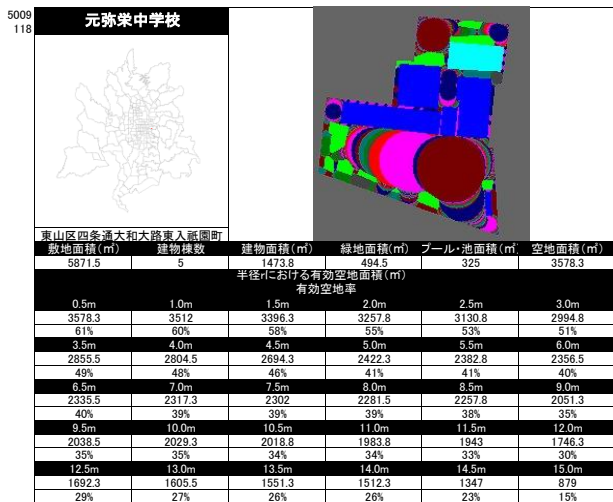 5009
118
元弥栄中学校
東山区四条通大和大路東入祇園町
敷地面積(㎡) 建物棟数 建物面積(㎡) 緑地面積(㎡) プール・池面積(㎡ 空地面積(㎡)
5871.5 5 1473.8 494.5 325 3578.3
半径rにおける有効空地面積(㎡)
有効空地率
0.5m 1.0m 1.5m 2.0m 2.5m 3.0m
3578.3 3512 3396.3 3257.8 3130.8 2994.8
61% 60% 58% 55% 53% 51%
3.5m 4.0m 4.5m 5.0m 5.5m 6.0m
2855.5 2804.5 2694.3 2422.3 2382.8 2356.5
49% 48% 46% 41% 41% 40%
6.5m 7.0m 7.5m 8.0m 8.5m 9.0m
2335.5 2317.3 2302 2281.5 2257.8 2051.3
40% 39% 39% 39% 38% 35%
9.5m 10.0m 10.5m 11.0m 11.5m 12.0m
2038.5 2029.3 2018.8 1983.8 1943 1746.3
35% 35% 34% 34% 33% 30%
12.5m 13.0m 13.5m 14.0m 14.5m 15.0m
1692.3 1605.5 1551.3 1512.3 1347 879
29% 27% 26% 26% 23% 15%